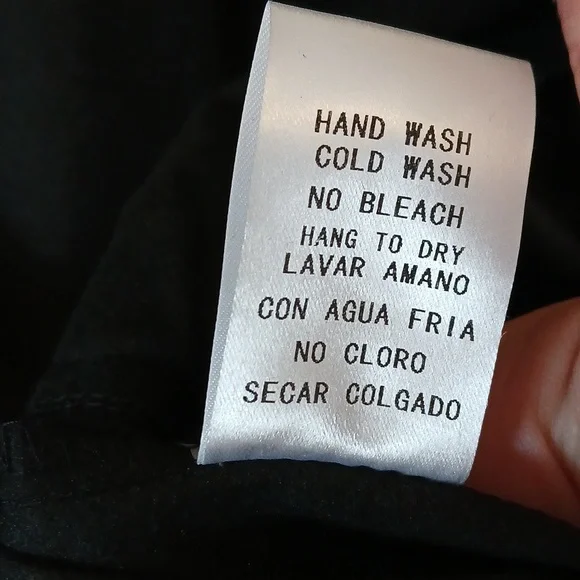 HAND WASH
COLD WASH
NO BLEACH
HANG TO DRY
LAVAR AMANO
CON AGUA FRIA
NO CLORO
SECAR COLGADO